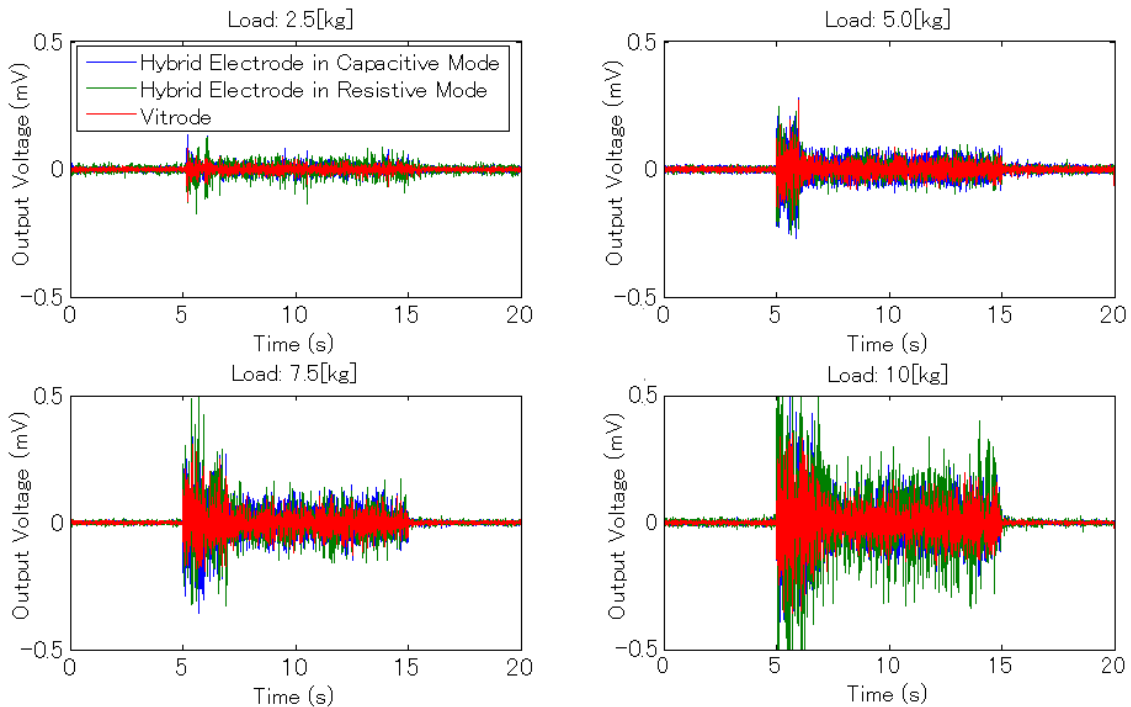 Load: 2.5[kg]
0.5
0
-0.5
Output Voltage (mV)
Hybrid Electrode in Capacitive Mode
Hybrid Electrode in Resistive Mode
Vitrode
0 5 10 15 20
Time (s)
Load: 5.0[kg]
0.5
0
-0.5
Output Voltage (mV)
0 5 10 15 20
Time (s)
Load: 7.5[kg]
0.5
0
-0.5
Output Voltage (mV)
0 5 10 15 20
Time (s)
Load: 10[kg]
0.5
0
-0.5
Output Voltage (mV)
0 5 10 15 20
Time (s)